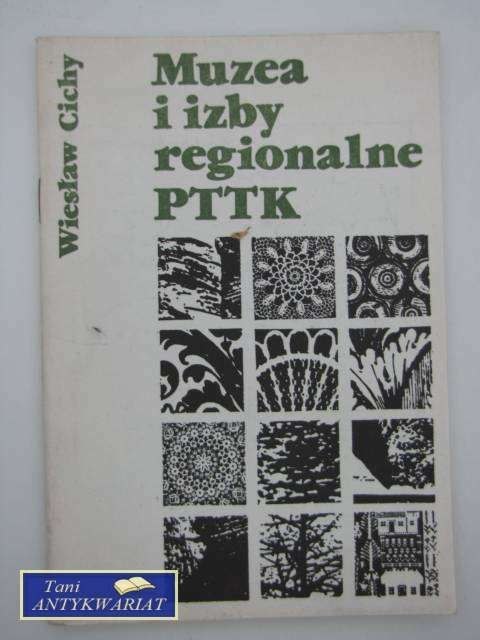 Wiesław Cichy
Muzea
i izby
regionalne
PTTK
Tani
ANTYKWARIAT